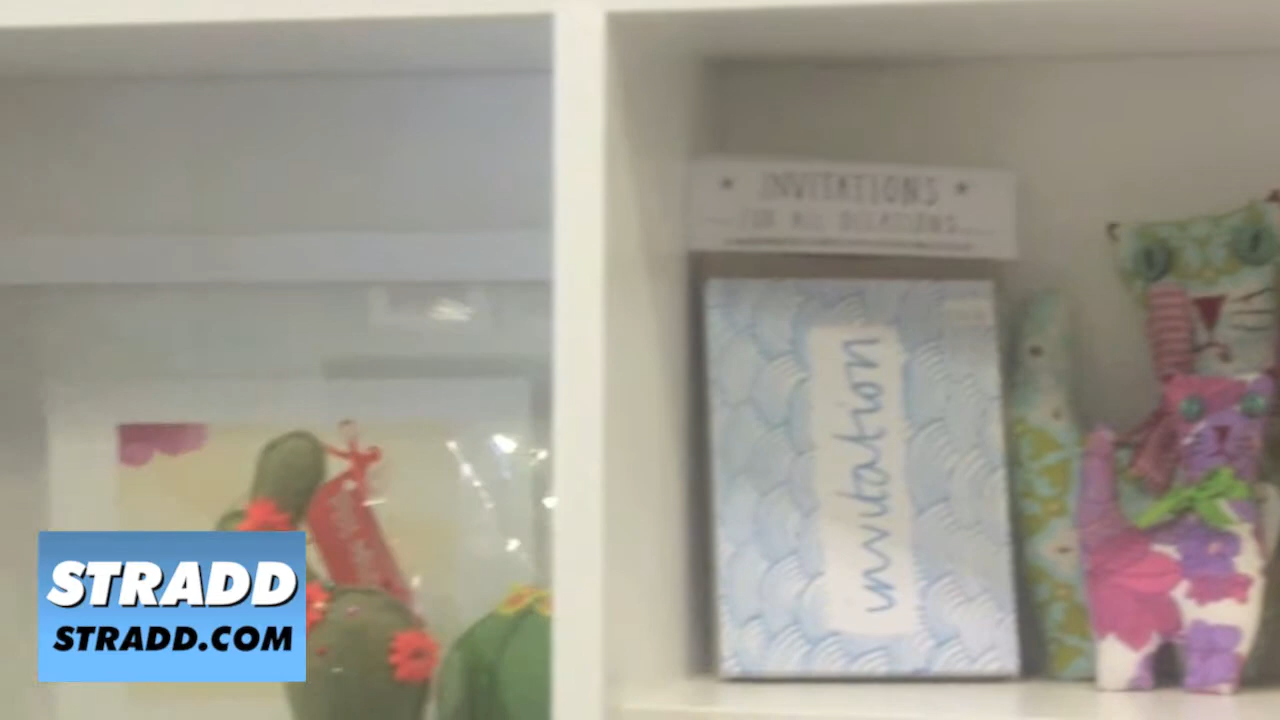 INVITATIONS
FOR ALL OCCASIONS
invitation
STRADD
STRADD.COM